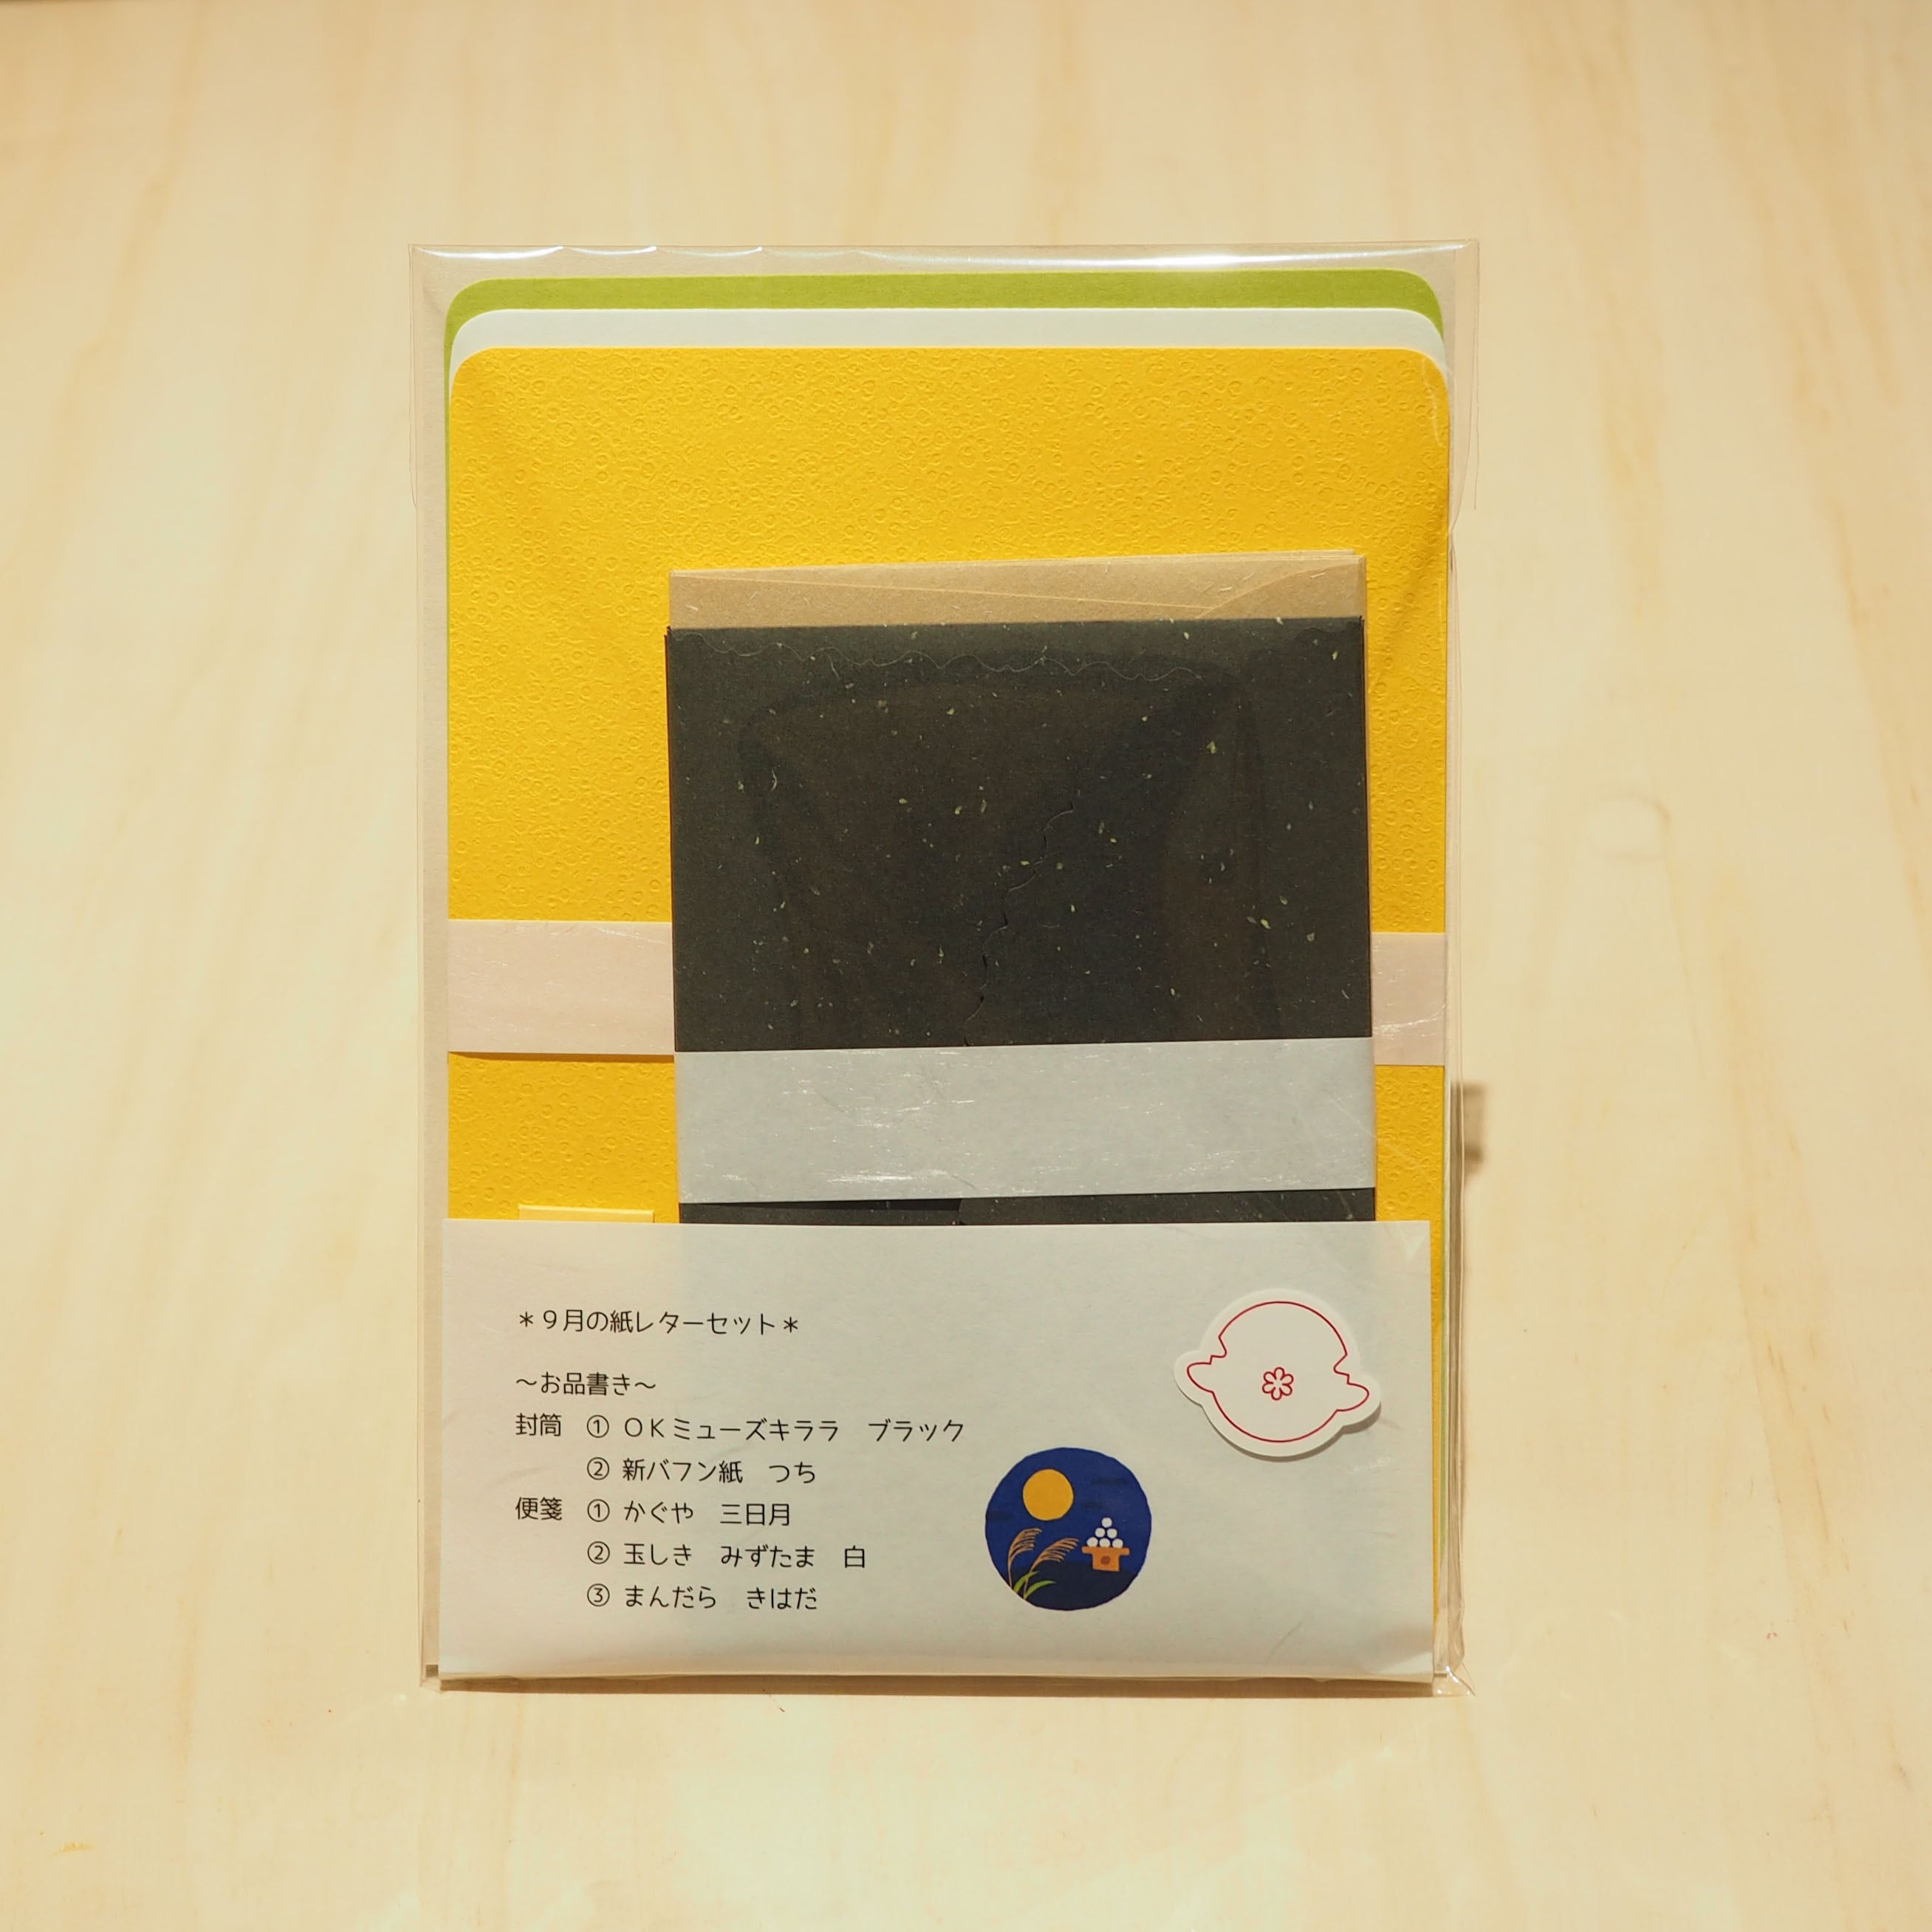 ＊９月の紙レターセット＊
～お品書き～
封筒　① ＯＫミューズキララ　ブラック
② 新バフン紙　つち
便箋　① かぐや　三日月
② 玉しき　みずたま　白
③ まんだら　きはだ